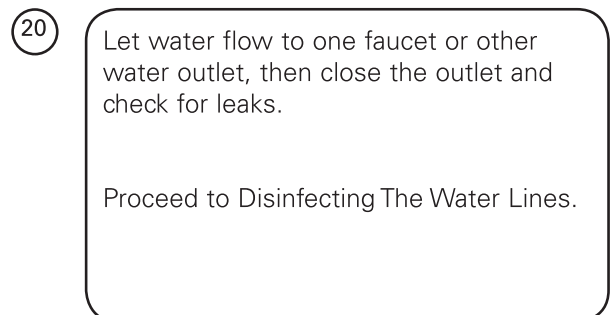 20
Let water flow to one faucet or other
water outlet, then close the outlet and
check for leaks.
Proceed to Disinfecting The Water Lines.